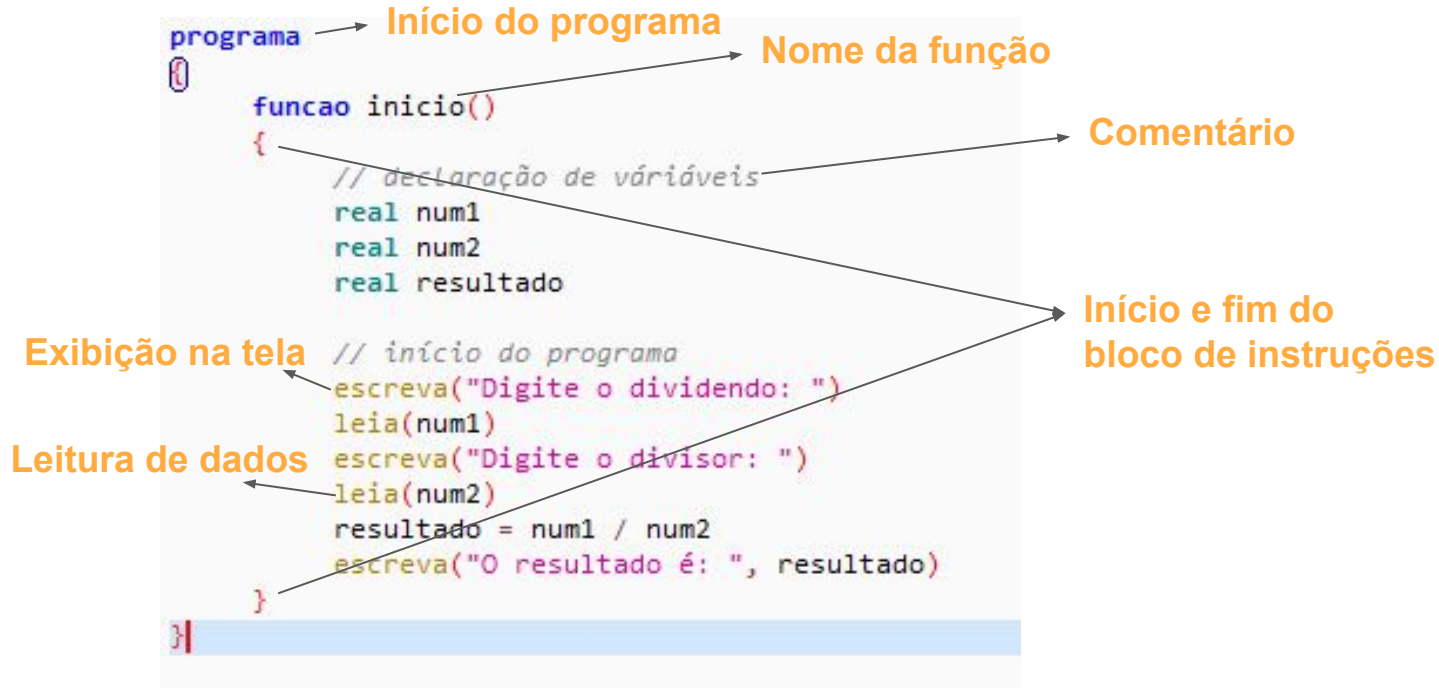 programa
Início do programa
{
Nome da função
funcao inicio()
{
Comentário
// declaração de váriáveis
real num1
real num2
real resultado
Início e fim do
bloco de instruções
Exibição na tela
// início do programa
escreva("Digite o dividendo: ")
leia(num1)
Leitura de dados
escreva("Digite o divisor: ")
leia(num2)
resultado = num1 / num2
escreva("O resultado é: ", resultado)
}
}